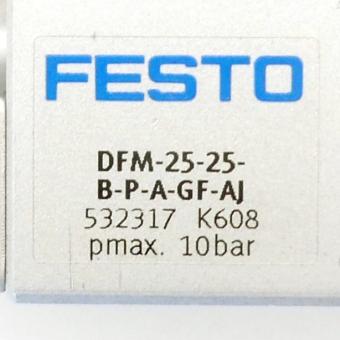 FESTO
DFM-25-25-
B-P-A-GF-AJ
532317 K608
pmax. 10bar